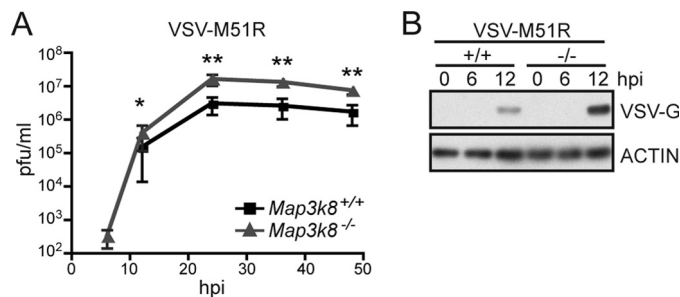 A
VSV-M51R
10⁸
10⁷
10⁶
10⁵
10⁴
10³
10²
pfu/ml
* ** ** **
Map3k8+/+
Map3k8-/-
0 10 20 30 40 50
hpi
B
VSV-M51R
+/+ -/-
0 6 12 0 6 12 hpi
VSV-G
ACTIN